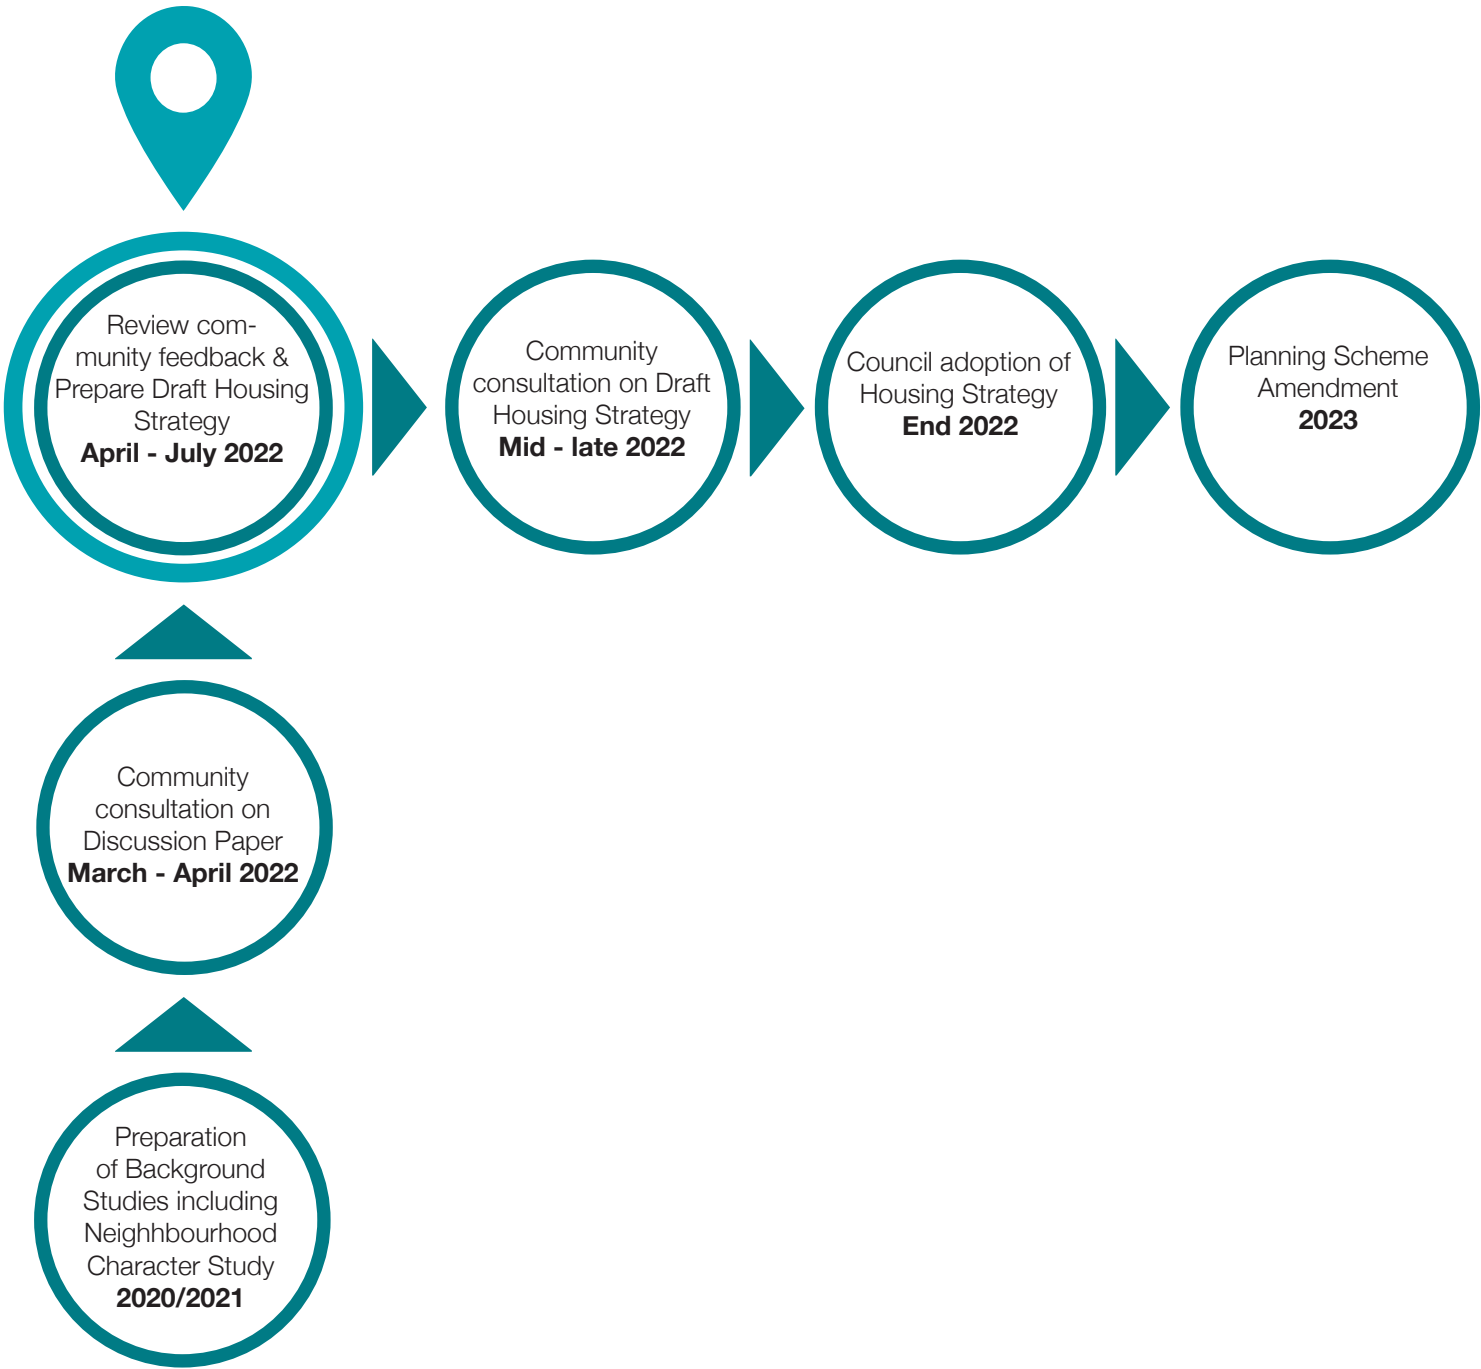 Review com-
munity feedback &
Prepare Draft Housing
Strategy
April - July 2022
Community
consultation on Draft
Housing Strategy
Mid - late 2022
Council adoption of
Housing Strategy
End 2022
Planning Scheme
Amendment
2023
Community
consultation on
Discussion Paper
March - April 2022
Preparation
of Background
Studies including
Neighhbourhood
Character Study
2020/2021